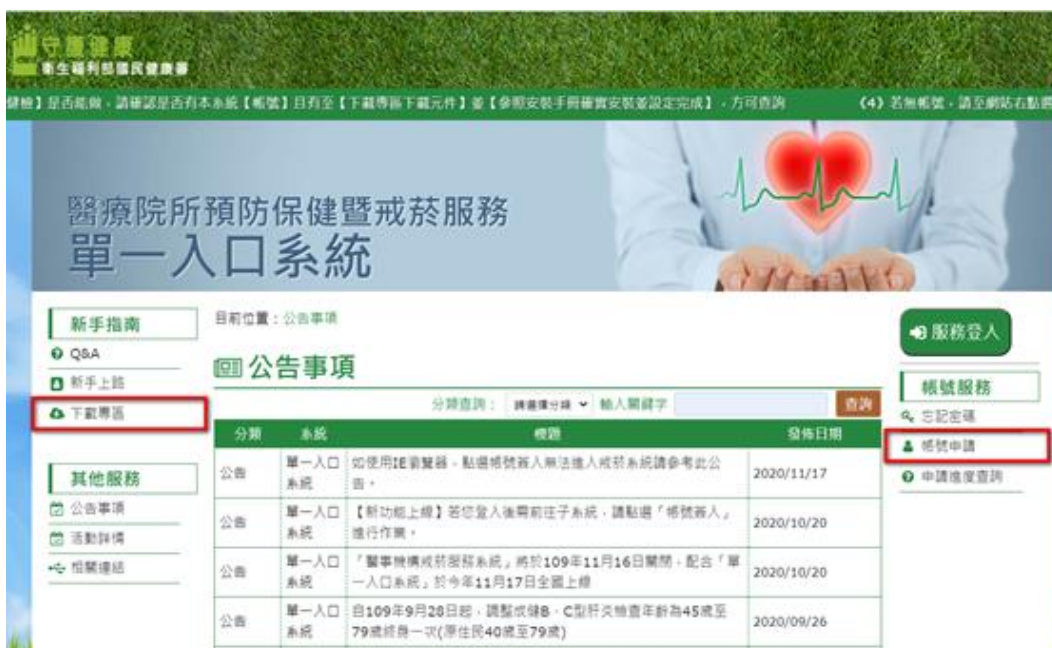 守護健康
衛生福利部國民健康署
健檢】是否能做，請確認是否有本系統【帳號】且有至【下載專區下載元件】並【參照安裝手冊確實安裝並設定完成】，方可查詢 (4) 若無帳號，請至網站右點選
醫療院所預防保健暨戒菸服務
單一入口系統
新手指南
Q&A
新手上路
下載專區
其他服務
公告事項
活動詳情
相關連結
目前位置：公告事項
公告事項
分類查詢： 請選擇分類 輸入關鍵字 查詢
分類 系統 標題 發佈日期
公告 單一入口系統 如使用IE瀏覽器，點選帳號簽入無法進入戒菸系統請參考此公告。 2020/11/17
公告 單一入口系統 【新功能上線】若您登入後需前往子系統，請點選「帳號簽入」進行作業。 2020/10/20
公告 單一入口系統 「醫事機構戒菸服務系統」將於109年11月16日關閉，配合「單一入口系統」於今年11月17日全國上線 2020/10/20
公告 單一入口系統 自109年9月28日起，調整成健B、C型肝炎檢查年齡為45歲至79歲終身一次(原住民40歲至79歲) 2020/09/26
服務登入
帳號服務
忘記密碼
帳號申請
申請進度查詢